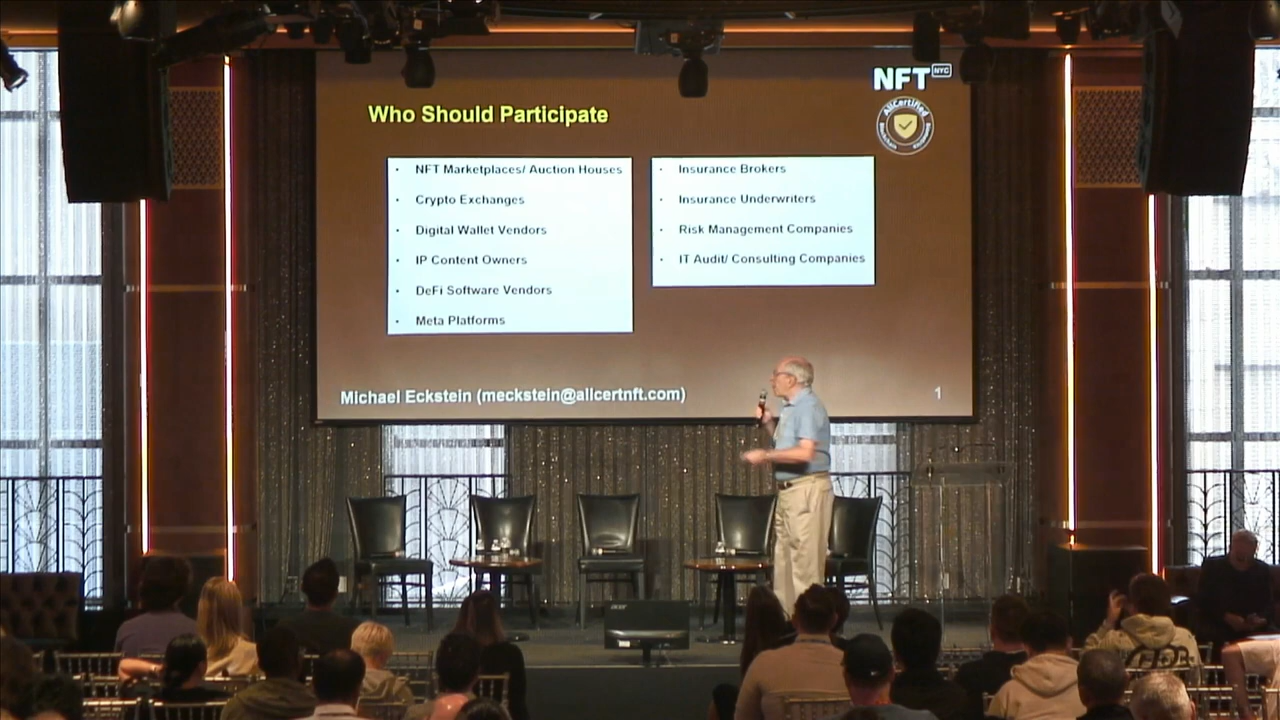 NFT NYC
AllCertified
Who Should Participate
· NFT Marketplaces/ Auction Houses
· Crypto Exchanges
· Digital Wallet Vendors
· IP Content Owners
· DeFi Software Vendors
· Meta Platforms
· Insurance Brokers
· Insurance Underwriters
· Risk Management Companies
· IT Audit/ Consulting Companies
Michael Eckstein (meckstein@allcertnft.com)
1
acer